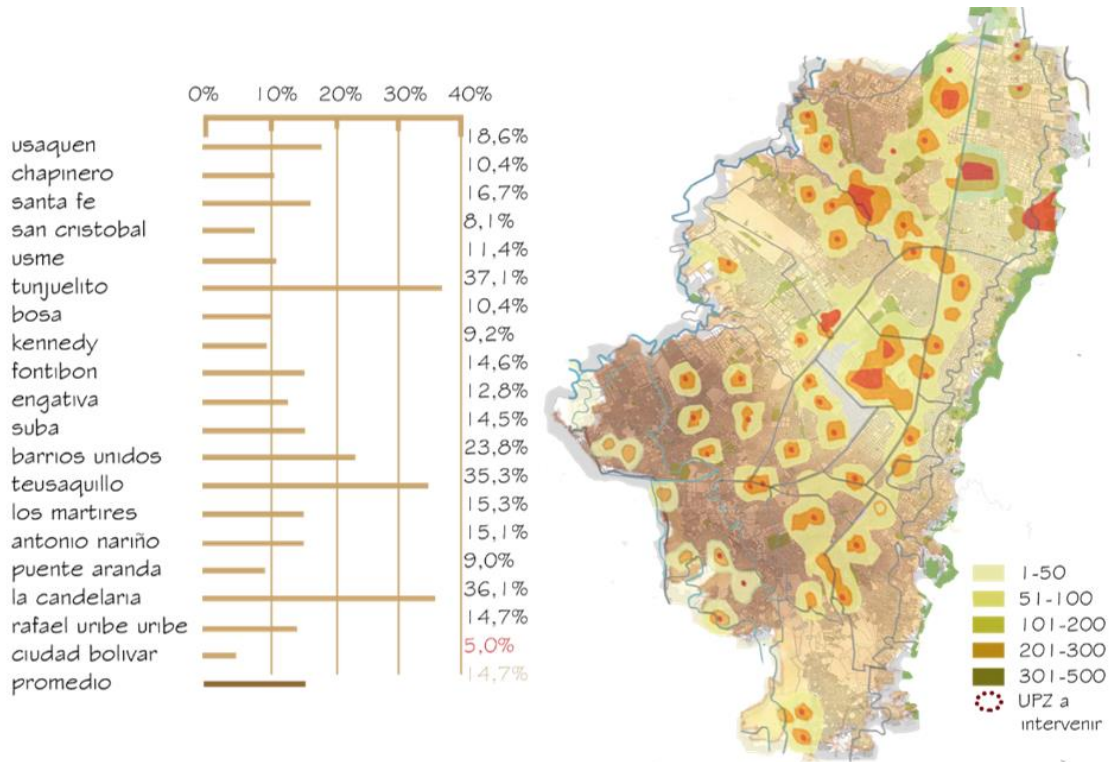 0% 10% 20% 30% 40%
usaquen 18,6%
chapinero 10,4%
santa fe 16,7%
san cristobal 8,1%
usme 11,4%
tunjuelito 37,1%
bosa 10,4%
kennedy 9,2%
fontibon 14,6%
engativa 12,8%
suba 14,5%
barrios unidos 23,8%
teusaquillo 35,3%
los martires 15,3%
antonio nariño 15,1%
puente aranda 9,0%
la candelaria 36,1%
rafael uribe uribe 14,7%
ciudad bolivar 5,0%
promedio 14,7%
1-50
51-100
101-200
201-300
301-500
UPZ a
intervenir